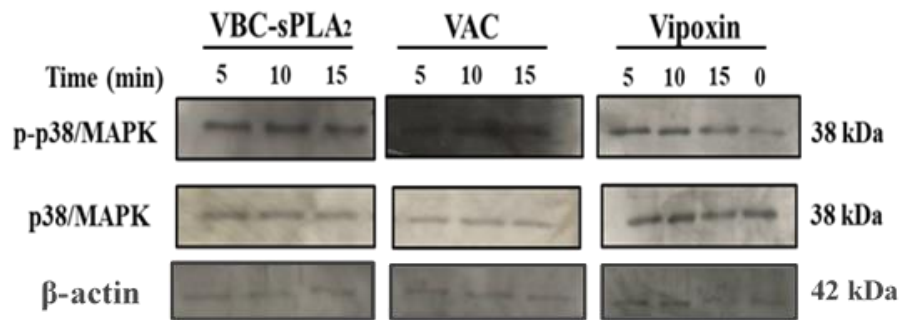 VBC-sPLA₂ VAC Vipoxin
Time (min) 5 10 15 5 10 15 5 10 15 0
p-p38/MAPK 38 kDa
p38/MAPK 38 kDa
β-actin 42 kDa